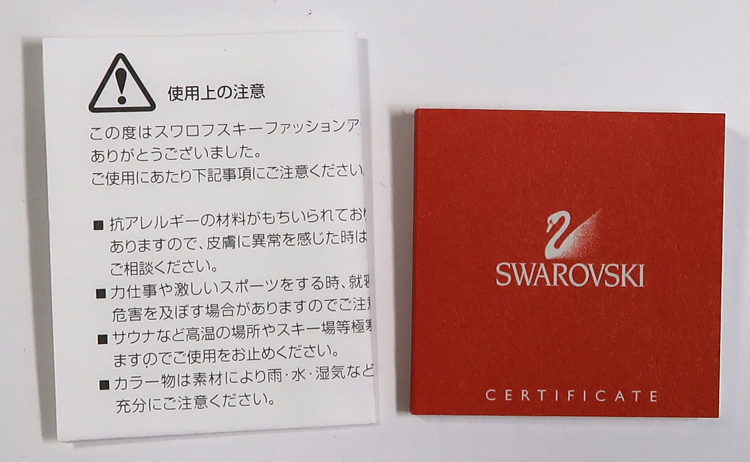 使用上の注意
この度はスワロフスキーファッションア
ありがとうございました。
ご使用にあたり下記事項にご注意ください
■ 抗アレルギーの材料がもちいられており
ありますので、皮膚に異常を感じた時は
ご相談ください。
■ 力仕事や激しいスポーツをする時、就寝
危害を及ぼす場合がありますのでご注意
■ サウナなど高温の場所やスキー場等極寒
ますのでご使用をお止めください。
■ カラー物は素材により雨・水・湿気など
充分にご注意ください。
SWAROVSKI
CERTIFICATE